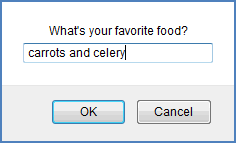 What's your favorite food?
carrots and celery
OK
Cancel